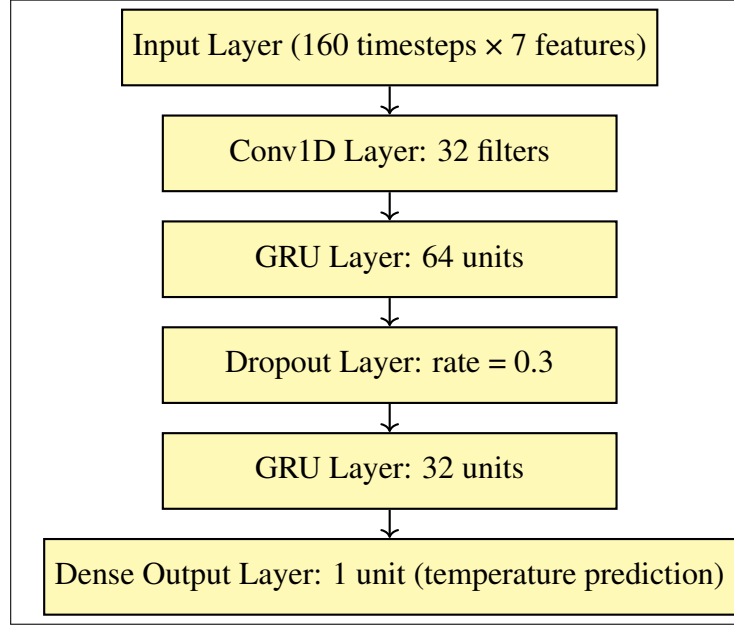 Input Layer (160 timesteps × 7 features)
Conv1D Layer: 32 filters
GRU Layer: 64 units
Dropout Layer: rate = 0.3
GRU Layer: 32 units
Dense Output Layer: 1 unit (temperature prediction)